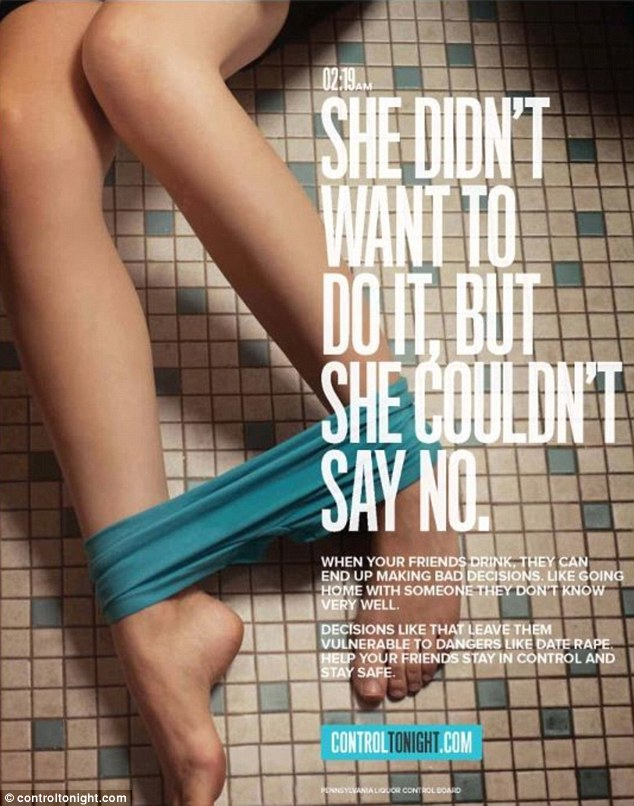 02:19AM
SHE DIDN'T
WANT TO
DO IT, BUT
SHE COULDN'T
SAY NO.
WHEN YOUR FRIENDS DRINK, THEY CAN
END UP MAKING BAD DECISIONS. LIKE GOING
HOME WITH SOMEONE THEY DON'T KNOW
VERY WELL.
DECISIONS LIKE THAT LEAVE THEM
VULNERABLE TO DANGERS LIKE DATE RAPE.
HELP YOUR FRIENDS STAY IN CONTROL AND
STAY SAFE.
CONTROLTONIGHT.COM
PENNSYLVANIA LIQUOR CONTROL BOARD
© controltonight.com